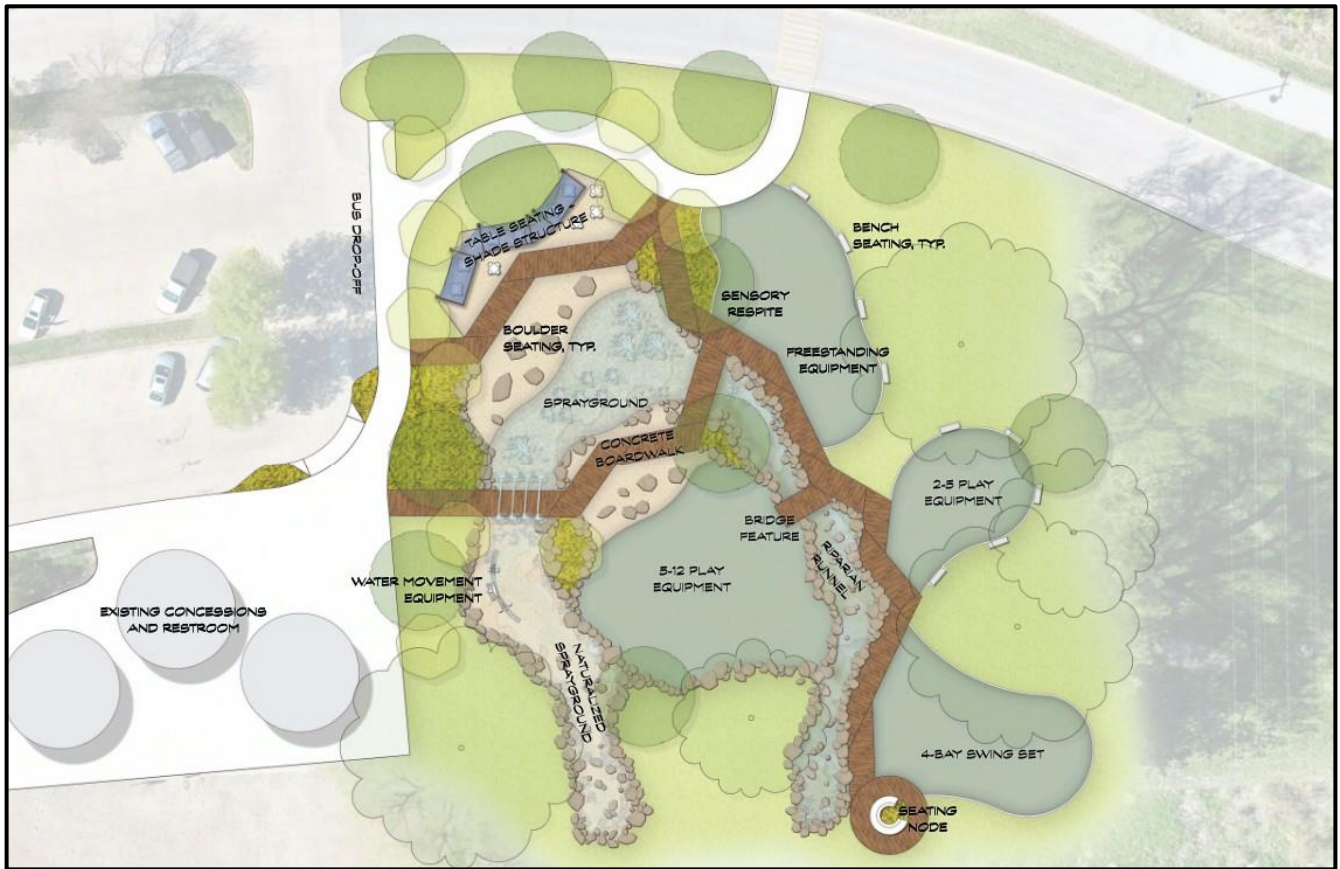 BUS DROP-OFF
TABLE SEATING -
SHADE STRUCTURE
BENCH
SEATING, TYP.
SENSORY
RESPITE
BOULDER
SEATING, TYP.
FREESTANDING
EQUIPMENT
SPRAYGROUND
CONCRETE
BOARDWALK
2-5 PLAY
EQUIPMENT
BRIDGE
FEATURE
RIPARIAN
RUNNEL
5-12 PLAY
EQUIPMENT
WATER MOVEMENT
EQUIPMENT
EXISTING CONCESSIONS
AND RESTROOM
NATURALIZED
SPRAYGROUND
4-BAY SWING SET
SEATING
NODE